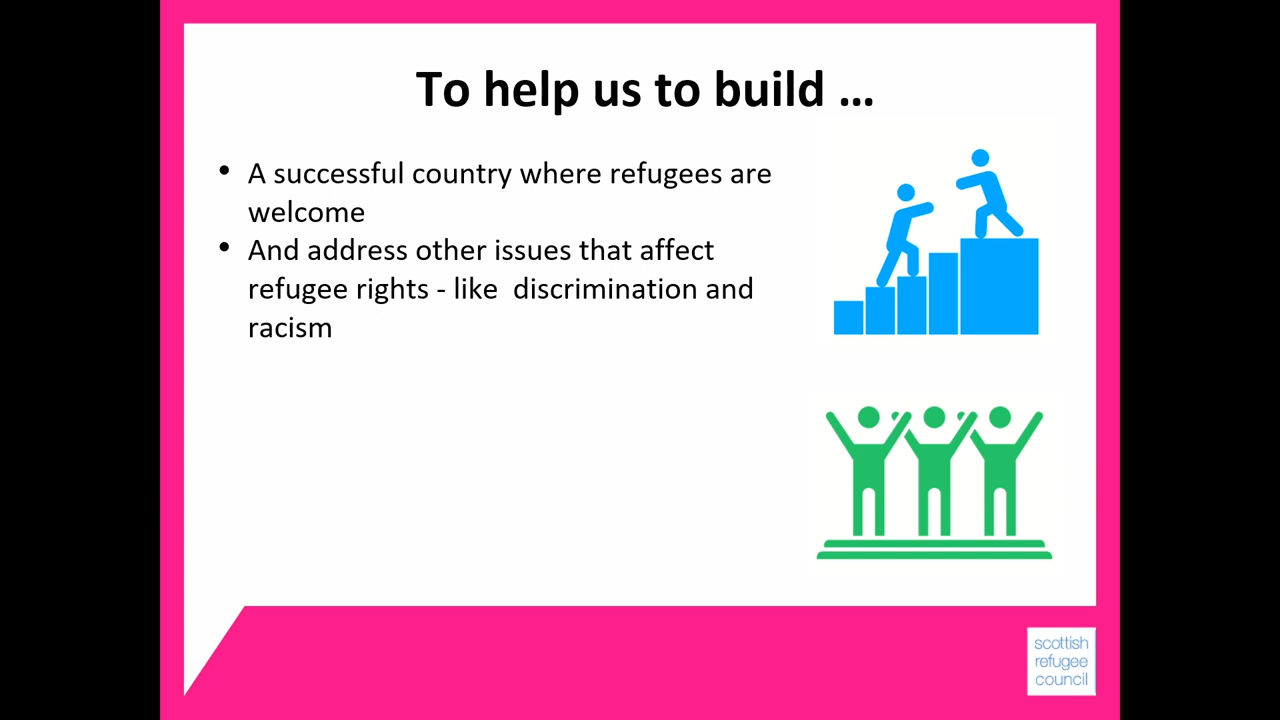 To help us to build ...
• A successful country where refugees are
welcome
• And address other issues that affect
refugee rights - like  discrimination and
racism
scottish
refugee
council